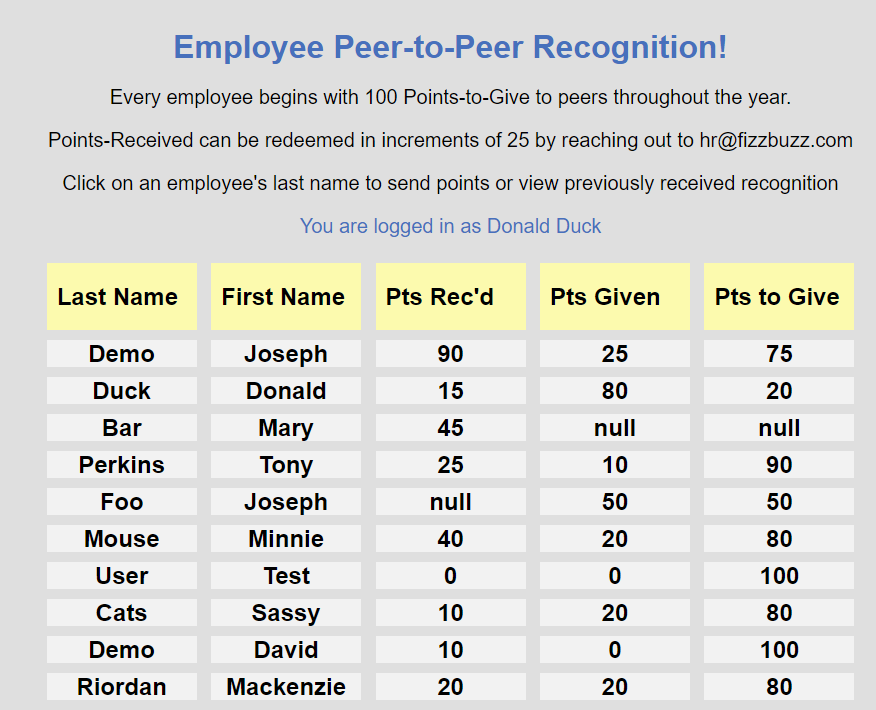 Employee Peer-to-Peer Recognition!
Every employee begins with 100 Points-to-Give to peers throughout the year.
Points-Received can be redeemed in increments of 25 by reaching out to hr@fizzbuzz.com
Click on an employee's last name to send points or view previously received recognition
You are logged in as Donald Duck
Last Name First Name Pts Rec'd Pts Given Pts to Give
Demo Joseph 90 25 75
Duck Donald 15 80 20
Bar Mary 45 null null
Perkins Tony 25 10 90
Foo Joseph null 50 50
Mouse Minnie 40 20 80
User Test 0 0 100
Cats Sassy 10 20 80
Demo David 10 0 100
Riordan Mackenzie 20 20 80